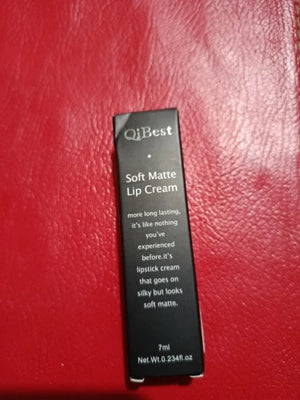 QiBest
Soft Matte
Lip Cream
more long lasting,
it's like nothing
you've
experienced
before.it's
lipstick cream
that goes on
silky but looks
soft matte.
7ml
Net.Wt.0.234fl.oz